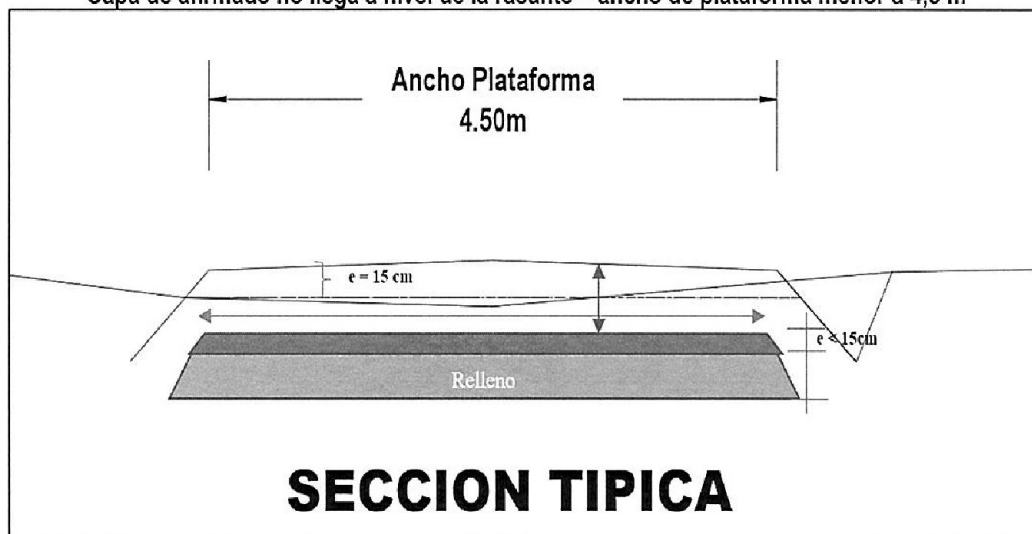 Capa de afirmado no llega a nivel de la rasante – ancho de plataforma menor a 4,5 m
Ancho Plataforma
4.50m
e = 15 cm
e < 15cm
Relleno
SECCION TIPICA